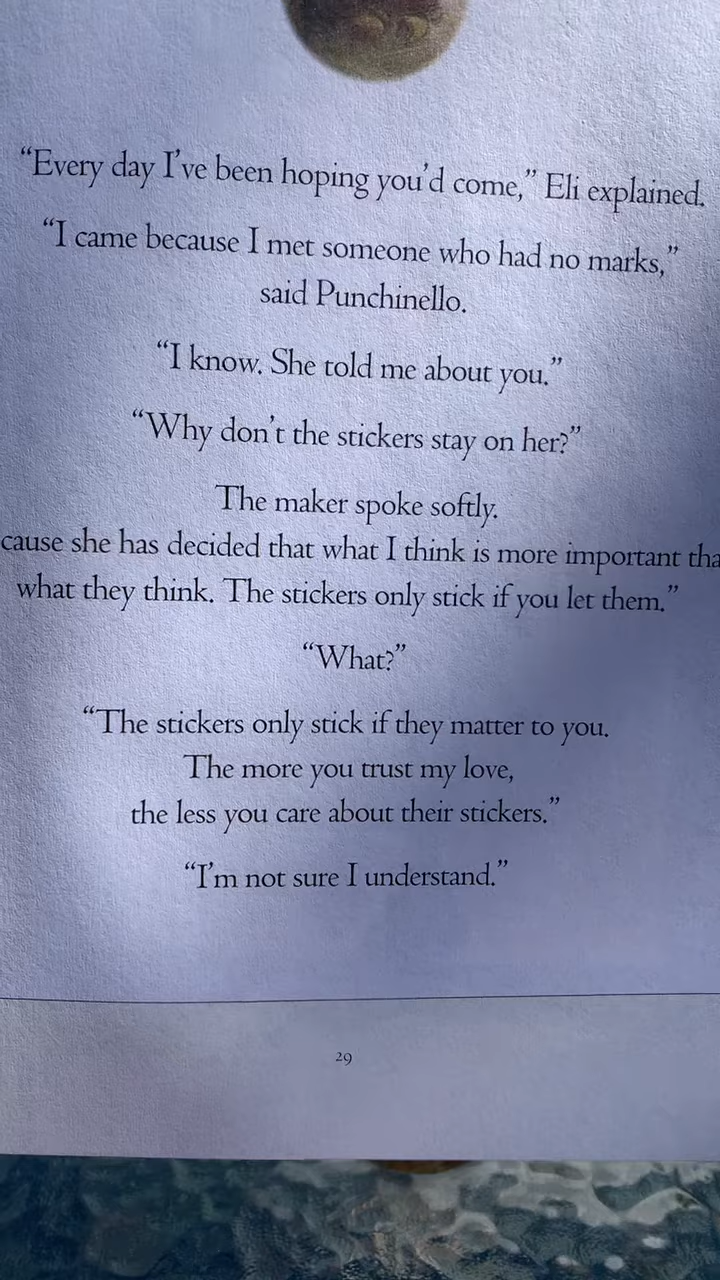 “Every day I’ve been hoping you’d come,” Eli explained.
“I came because I met someone who had no marks,”
said Punchinello.
“I know. She told me about you.”
“Why don’t the stickers stay on her?”
The maker spoke softly.
cause she has decided that what I think is more important tha
what they think. The stickers only stick if you let them.”
“What?”
“The stickers only stick if they matter to you.
The more you trust my love,
the less you care about their stickers.”
“I’m not sure I understand.”
29